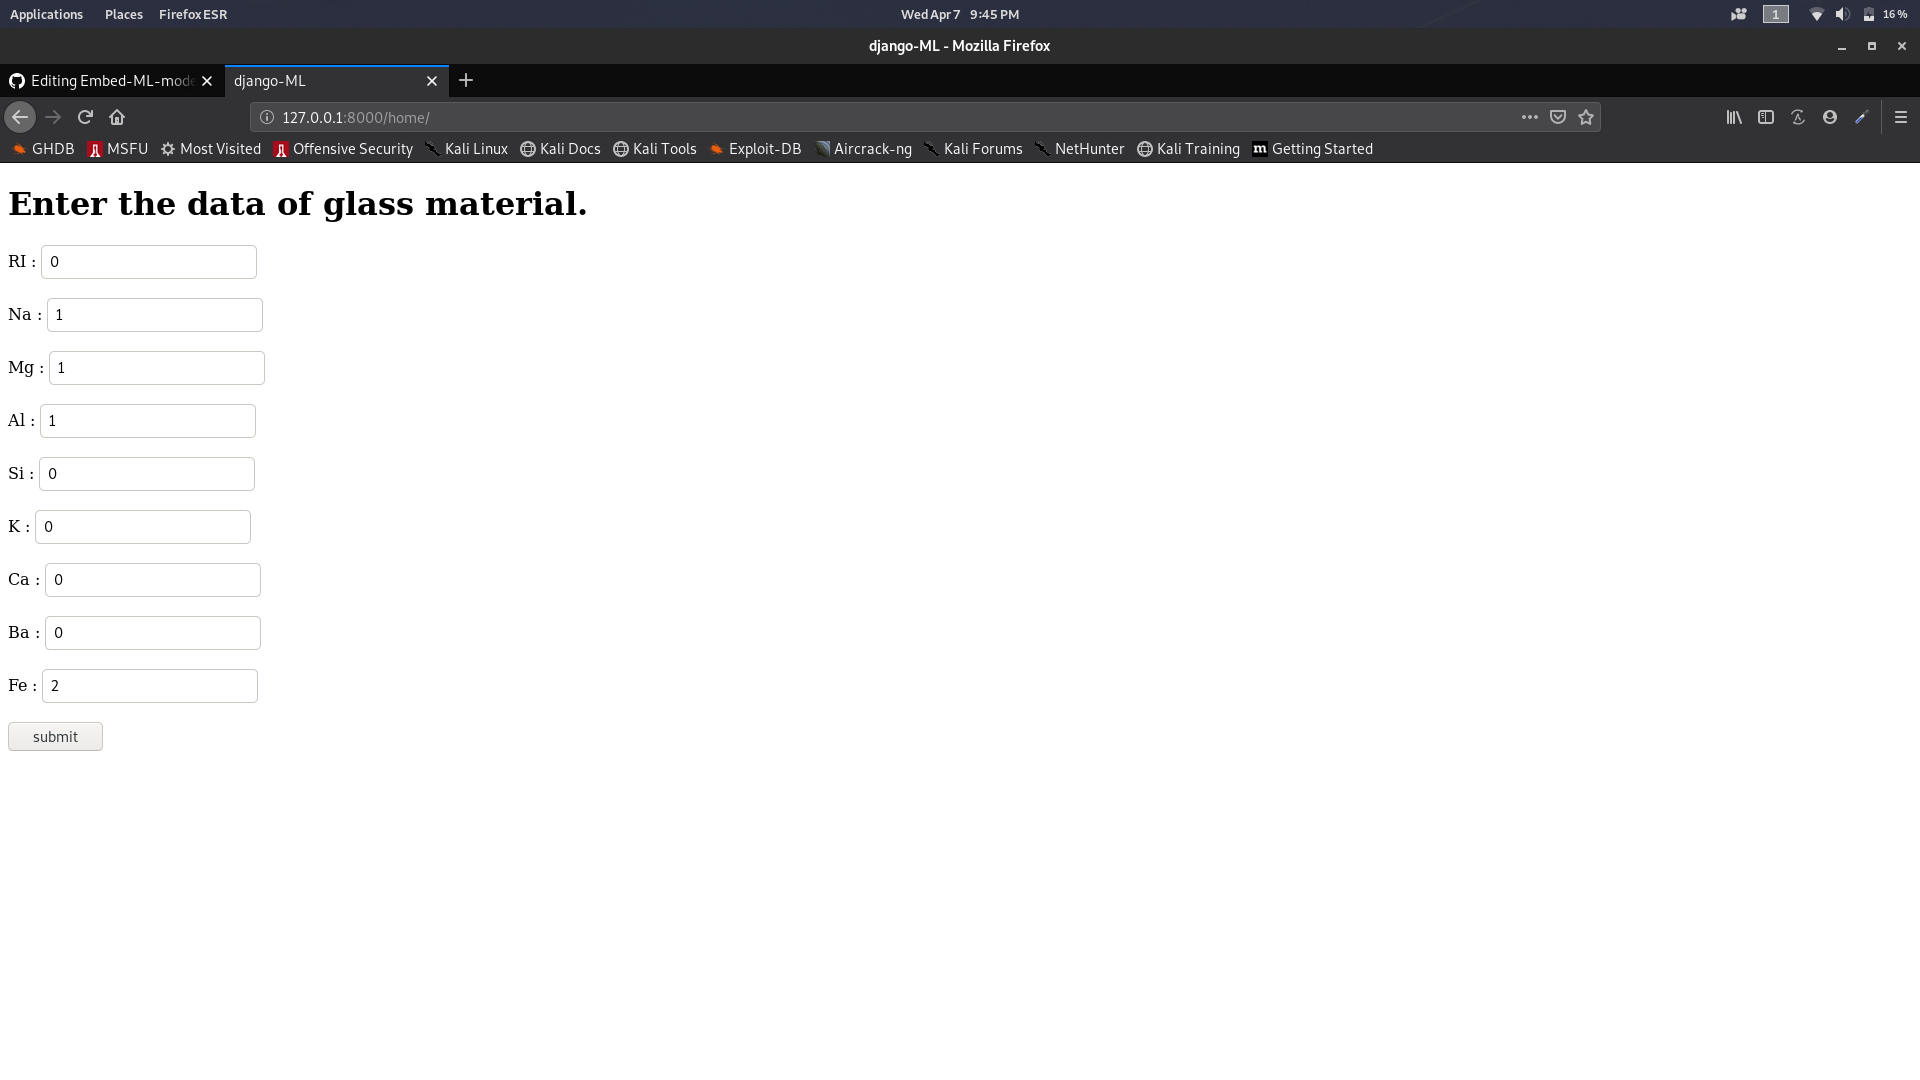 Applications Places Firefox ESR Wed Apr 7 9:45 PM 1 16 %
django-ML - Mozilla Firefox
Editing Embed-ML-mode django-ML
127.0.0.1:8000/home/
GHDB MSFU Most Visited Offensive Security Kali Linux Kali Docs Kali Tools Exploit-DB Aircrack-ng Kali Forums NetHunter Kali Training Getting Started
Enter the data of glass material.
RI : 0
Na : 1
Mg : 1
Al : 1
Si : 0
K : 0
Ca : 0
Ba : 0
Fe : 2
submit